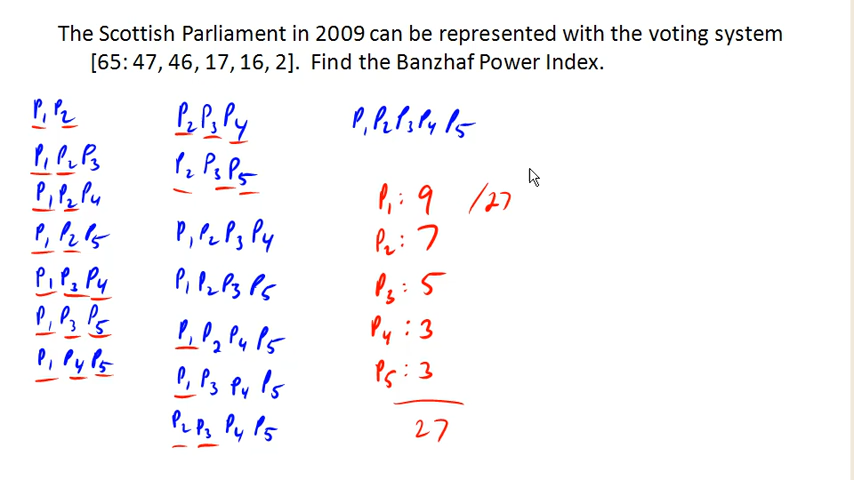 The Scottish Parliament in 2009 can be represented with the voting system
[65: 47, 46, 17, 16, 2]. Find the Banzhaf Power Index.
P₁P₂
P₁P₂P₃
P₁P₂P₄
P₁P₂P₅
P₁P₃P₄
P₁P₃P₅
P₁P₄P₅
P₂P₃P₄
P₂P₃P₅
P₁P₂P₃P₄
P₁P₂P₃P₅
P₁P₂P₄P₅
P₁P₃P₄P₅
P₂P₃P₄P₅
P₁P₂P₃P₄P₅
P₁: 9 /27
P₂: 7
P₃: 5
P₄: 3
P₅: 3
27